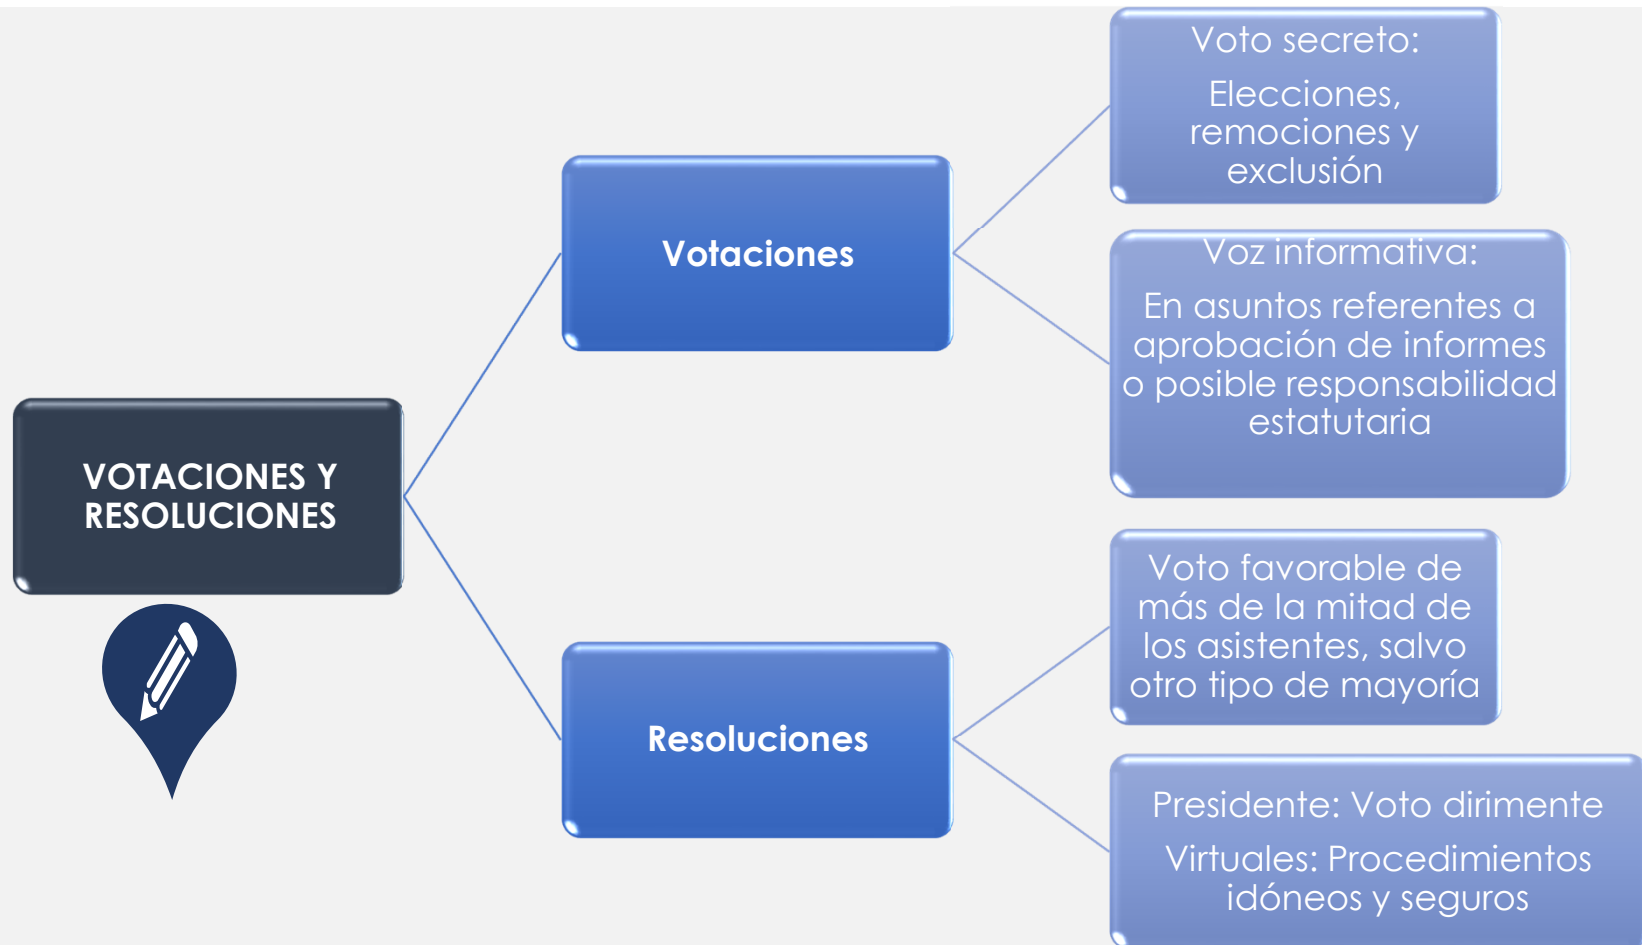 VOTACIONES Y
RESOLUCIONES
Votaciones
Voto secreto:
Elecciones,
remociones y
exclusión
Voz informativa:
En asuntos referentes a
aprobación de informes
o posible responsabilidad
estatutaria
Resoluciones
Voto favorable de
más de la mitad de
los asistentes, salvo
otro tipo de mayoría
Presidente: Voto dirimente
Virtuales: Procedimientos
idóneos y seguros